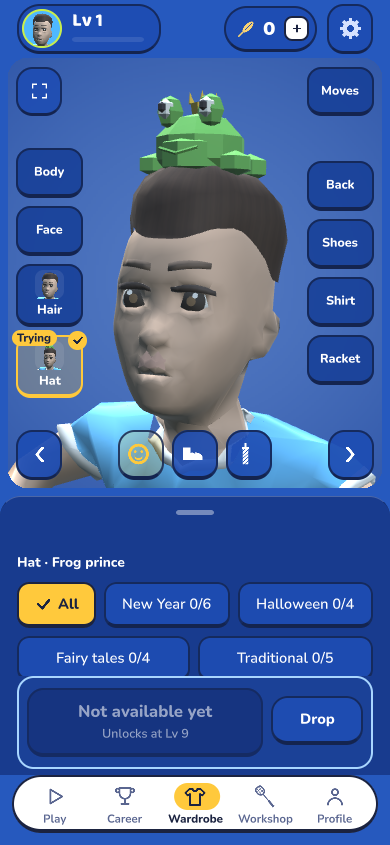 Lv 1
0
+
Moves
Body
Back
Face
Shoes
Hair
Shirt
Trying
Hat
Racket
Hat · Frog prince
All
New Year 0/6
Halloween 0/4
Fairy tales 0/4
Traditional 0/5
Not available yet
Unlocks at Lv 9
Drop
Play
Career
Wardrobe
Workshop
Profile